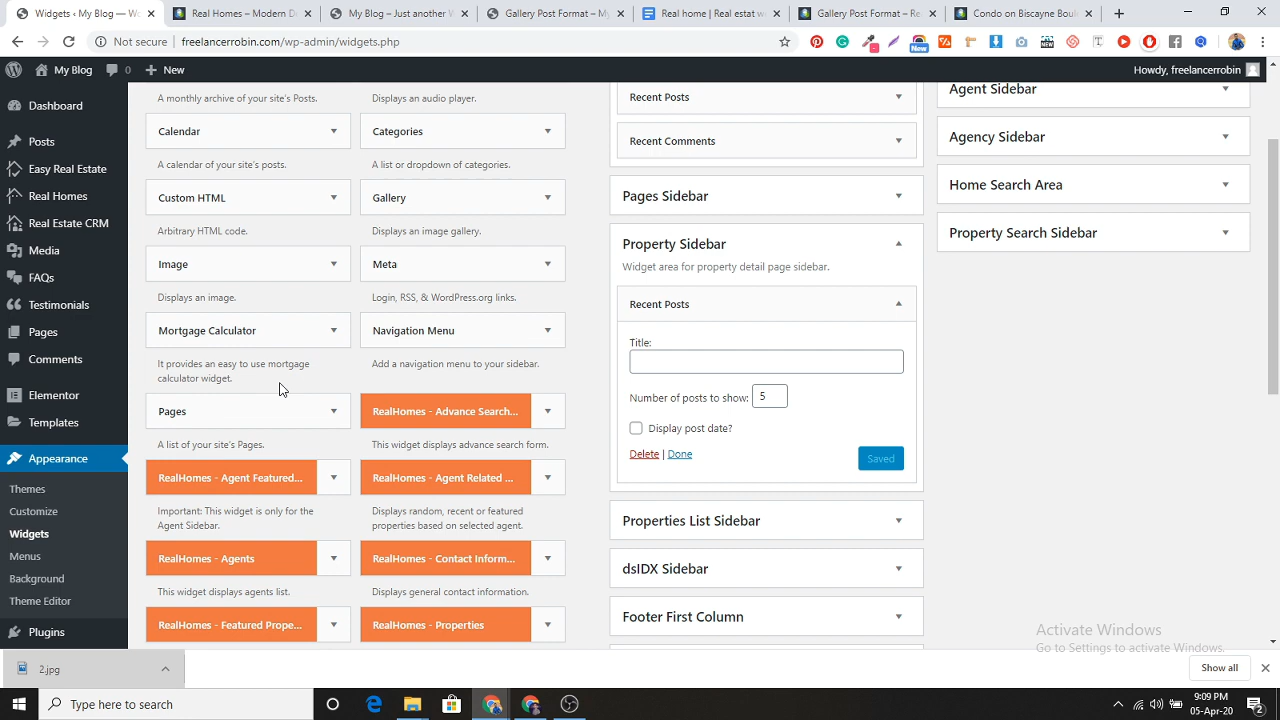 Widgets ‹ My Blog — W
RealHomes – Modern D
My Blog – Just another V
Gallery Post Format – My
Real home | Real estat w
Gallery Post Format – Re
Condo on Biscayne Boul
Not secure | freelancerrobin.com/wp-admin/widgets.php
New
NEW
My Blog
0
New
Howdy, freelancerrobin
Dashboard
Posts
Easy Real Estate
Real Homes
Real Estate CRM
Media
FAQs
Testimonials
Pages
Comments
Elementor
Templates
Appearance
Themes
Customize
Widgets
Menus
Background
Theme Editor
Plugins
A monthly archive of your site's Posts.
Displays an audio player.
Calendar
Categories
A calendar of your site's posts.
A list or dropdown of categories.
Custom HTML
Gallery
Arbitrary HTML code.
Displays an image gallery.
Image
Meta
Displays an image.
Login, RSS, & WordPress.org links.
Mortgage Calculator
Navigation Menu
It provides an easy to use mortgage
calculator widget.
Add a navigation menu to your sidebar.
Pages
RealHomes - Advance Search...
A list of your site's Pages.
This widget displays advance search form.
RealHomes - Agent Featured...
RealHomes - Agent Related ...
Important: This widget is only for the
Agent Sidebar.
Displays random, recent or featured
properties based on selected agent.
RealHomes - Agents
RealHomes - Contact Inform...
This widget displays agents list.
Displays general contact information.
RealHomes - Featured Prope...
RealHomes - Properties
Recent Posts
Recent Comments
Pages Sidebar
Property Sidebar
Widget area for property detail page sidebar.
Recent Posts
Title:
Number of posts to show: 5
Display post date?
Delete | Done
Saved
Properties List Sidebar
dsIDX Sidebar
Footer First Column
Agent Sidebar
Agency Sidebar
Home Search Area
Property Search Sidebar
Activate Windows
Go to Settings to activate Windows.
2.jpg
Show all
Type here to search
9:09 PM
05-Apr-20
2